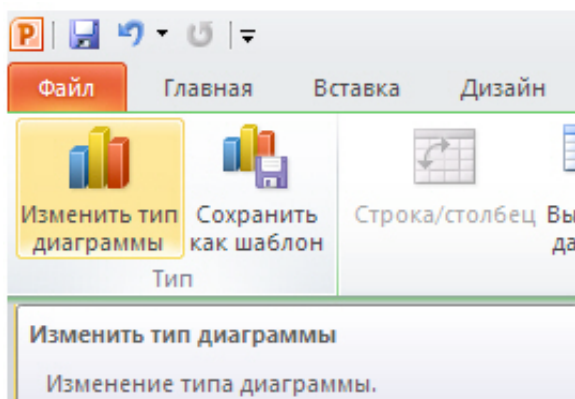 Файл Главная Вставка Дизайн
Изменить тип диаграммы
Сохранить как шаблон
Строка/столбец
Тип
Изменить тип диаграммы
Изменение типа диаграммы.